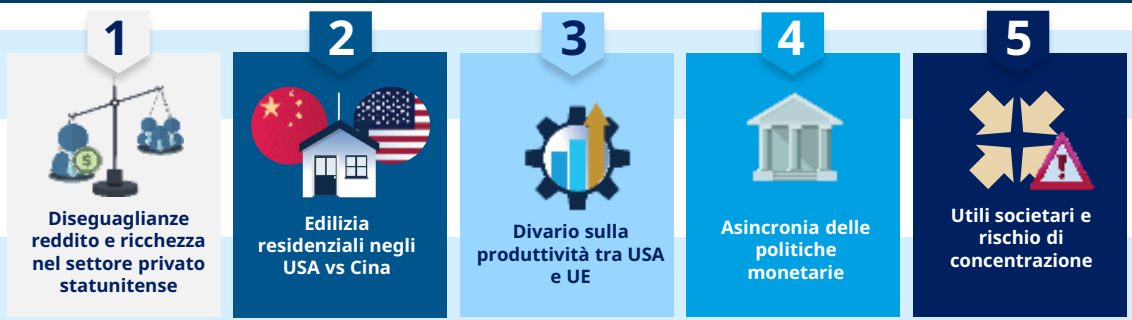 1
Diseguaglianze
reddito e ricchezza
nel settore privato
statunitense
2
Edilizia
residenziali negli
USA vs Cina
3
Divario sulla
produttività tra USA
e UE
4
Asincronia delle
politiche
monetarie
5
Utili societari e
rischio di
concentrazione